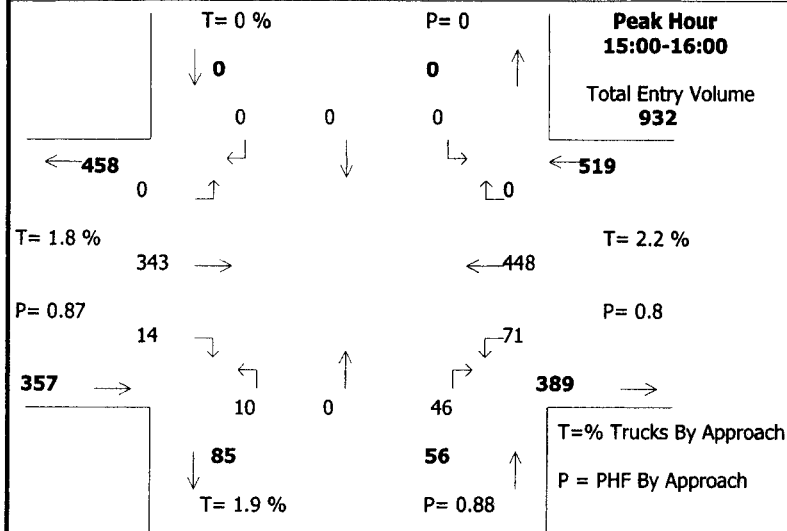 T= 0 %
P= 0
Peak Hour
15:00-16:00
0
0
Total Entry Volume
932
0
0
0
458
519
0
0
T= 1.8 %
T= 2.2 %
343
448
P= 0.87
P= 0.8
14
71
357
389
10
0
46
T=% Trucks By Approach
85
56
P = PHF By Approach
T= 1.9 %
P= 0.88